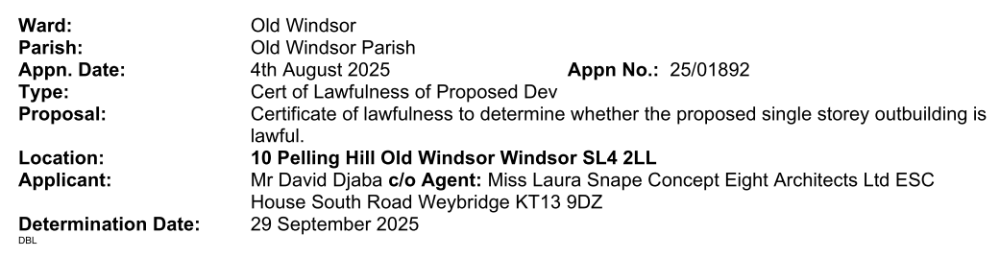 Ward: Old Windsor
Parish: Old Windsor Parish
Appn. Date: 4th August 2025 Appn No.: 25/01892
Type: Cert of Lawfulness of Proposed Dev
Proposal: Certificate of lawfulness to determine whether the proposed single storey outbuilding is
lawful.
Location: 10 Pelling Hill Old Windsor Windsor SL4 2LL
Applicant: Mr David Djaba c/o Agent: Miss Laura Snape Concept Eight Architects Ltd ESC
House South Road Weybridge KT13 9DZ
Determination Date: 29 September 2025
DBL